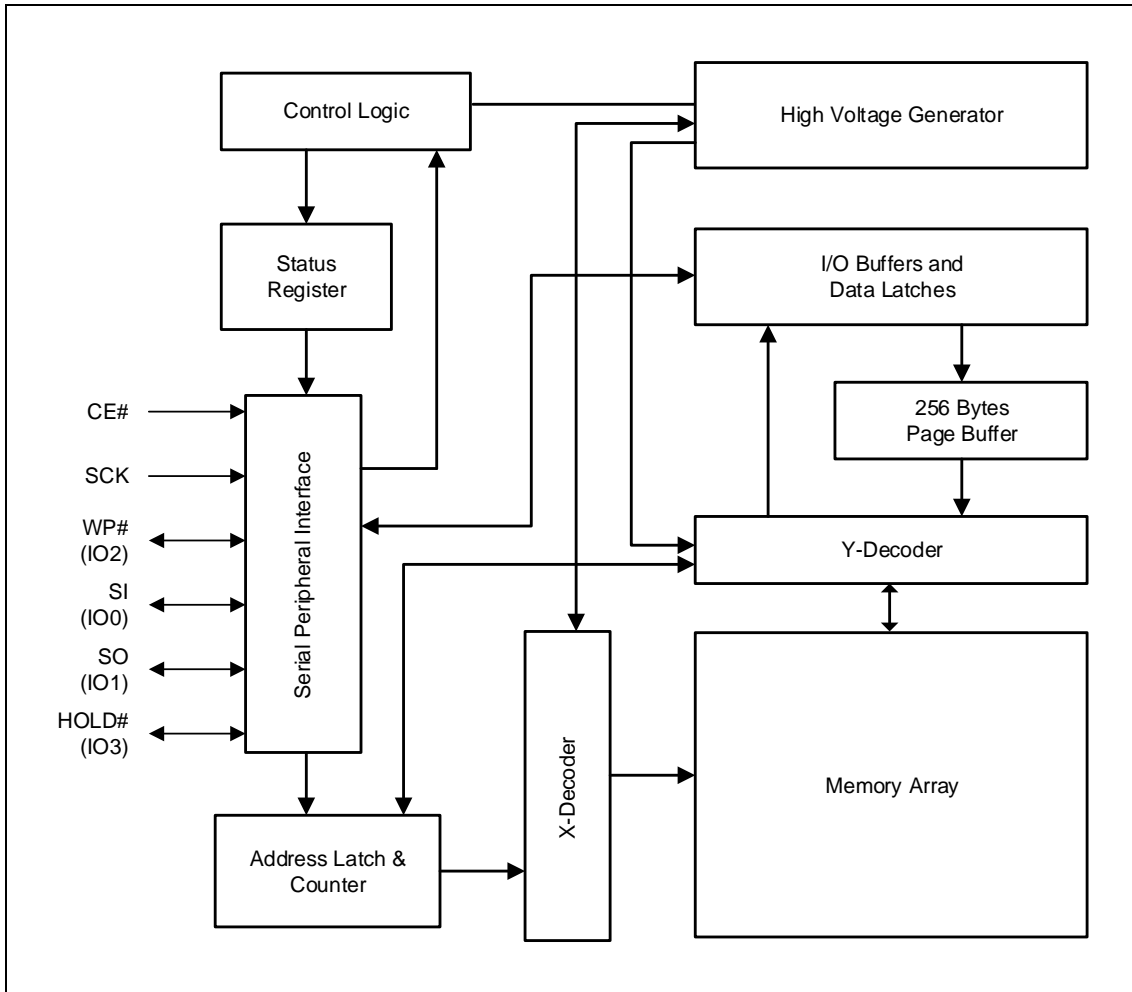 Control Logic
High Voltage Generator
Status
Register
I/O Buffers and
Data Latches
256 Bytes
Page Buffer
CE#
SCK
WP#
(IO2)
SI
(IO0)
SO
(IO1)
HOLD#
(IO3)
Serial Peripheral Interface
Y-Decoder
X-Decoder
Memory Array
Address Latch &
Counter